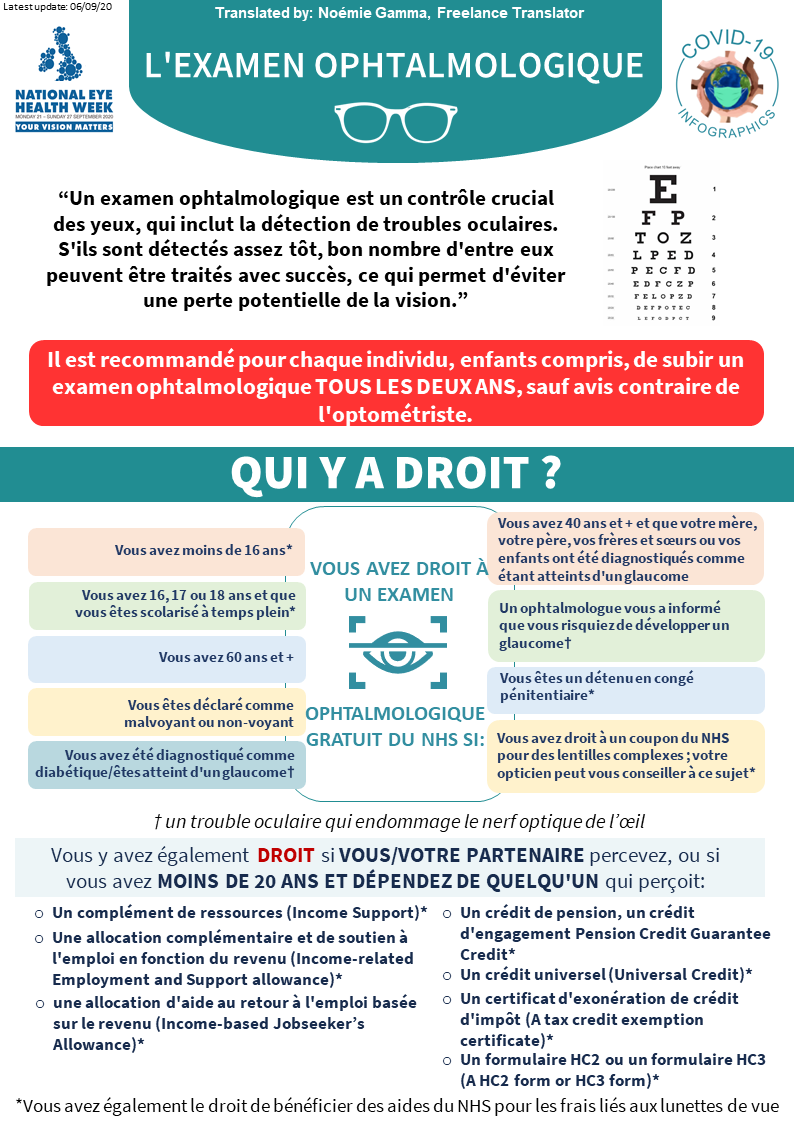 Latest update: 06/09/20
Translated by: Noémie Gamma, Freelance Translator
L'EXAMEN OPHTALMOLOGIQUE
NATIONAL EYE
HEALTH WEEK
MONDAY 21 – SUNDAY 27 SEPTEMBER 2020
YOUR VISION MATTERS
COVID-19
INFOGRAPHICS
“Un examen ophtalmologique est un contrôle crucial
des yeux, qui inclut la détection de troubles oculaires.
S'ils sont détectés assez tôt, bon nombre d'entre eux
peuvent être traités avec succès, ce qui permet d'éviter
une perte potentielle de la vision.”
E 1
F P 2
T O Z 3
L P E D 4
P E C F D 5
E D F C Z P 6
F E L O P Z D 7
D E F P O T E C 8
L E F O D P C T 9
Il est recommandé pour chaque individu, enfants compris, de subir un
examen ophtalmologique TOUS LES DEUX ANS, sauf avis contraire de
l'optométriste.
QUI Y A DROIT ?
Vous avez moins de 16 ans*
Vous avez 16, 17 ou 18 ans et que
vous êtes scolarisé à temps plein*
Vous avez 60 ans et +
Vous êtes déclaré comme
malvoyant ou non-voyant
Vous avez été diagnostiqué comme
diabétique/êtes atteint d'un glaucome†
VOUS AVEZ DROIT À
UN EXAMEN
OPHTALMOLOGIQUE
GRATUIT DU NHS SI:
Vous avez 40 ans et + et que votre mère,
votre père, vos frères et sœurs ou vos
enfants ont été diagnostiqués comme
étant atteints d'un glaucome
Un ophtalmologue vous a informé
que vous risquiez de développer un
glaucome†
Vous êtes un détenu en congé
pénitentiaire*
Vous avez droit à un coupon du NHS
pour des lentilles complexes ; votre
opticien peut vous conseiller à ce sujet*
† un trouble oculaire qui endommage le nerf optique de l’œil
Vous y avez également DROIT si VOUS/VOTRE PARTENAIRE percevez, ou si
vous avez MOINS DE 20 ANS ET DÉPENDEZ DE QUELQU'UN qui perçoit:
o Un complément de ressources (Income Support)*
o Une allocation complémentaire et de soutien à
l'emploi en fonction du revenu (Income-related
Employment and Support allowance)*
o une allocation d'aide au retour à l'emploi basée
sur le revenu (Income-based Jobseeker’s
Allowance)*
o Un crédit de pension, un crédit
d'engagement Pension Credit Guarantee
Credit*
o Un crédit universel (Universal Credit)*
o Un certificat d'exonération de crédit
d'impôt (A tax credit exemption
certificate)*
o Un formulaire HC2 ou un formulaire HC3
(A HC2 form or HC3 form)*
*Vous avez également le droit de bénéficier des aides du NHS pour les frais liés aux lunettes de vue